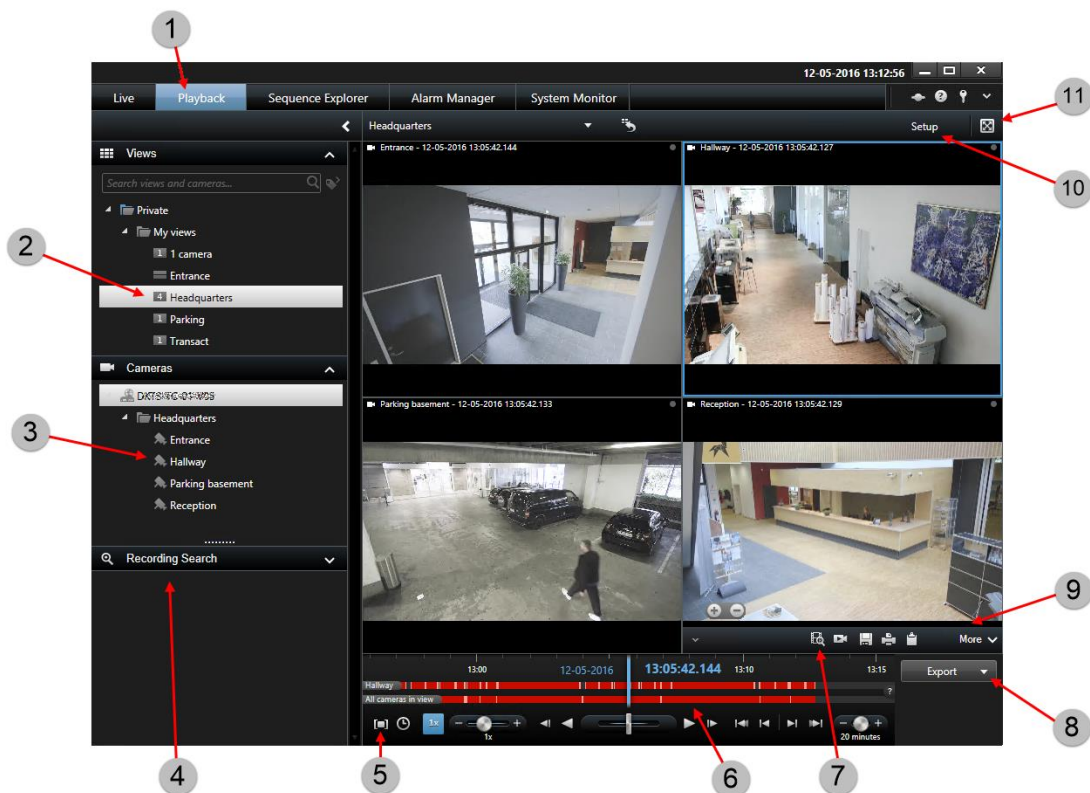 1
12-05-2016 13:12:56
Live Playback Sequence Explorer Alarm Manager System Monitor
11
Headquarters
Setup
10
Views
Entrance - 12-05-2016 13:05:42.144
Hallway - 12-05-2016 13:05:42.127
Search views and cameras...
Private
My views
2
1 1 camera
Entrance
4 Headquarters
1 Parking
1 Transact
Cameras
Parking basement - 12-05-2016 13:05:42.133
Reception - 12-05-2016 13:05:42.129
Headquarters
3
Entrance
Hallway
Parking basement
Reception
Recording Search
9
More
13:00 12-05-2016 13:05:42.144 13:10 13:15
Export
Hallway
?
All cameras in view
1x
1x
20 minutes
4
5
6
7
8